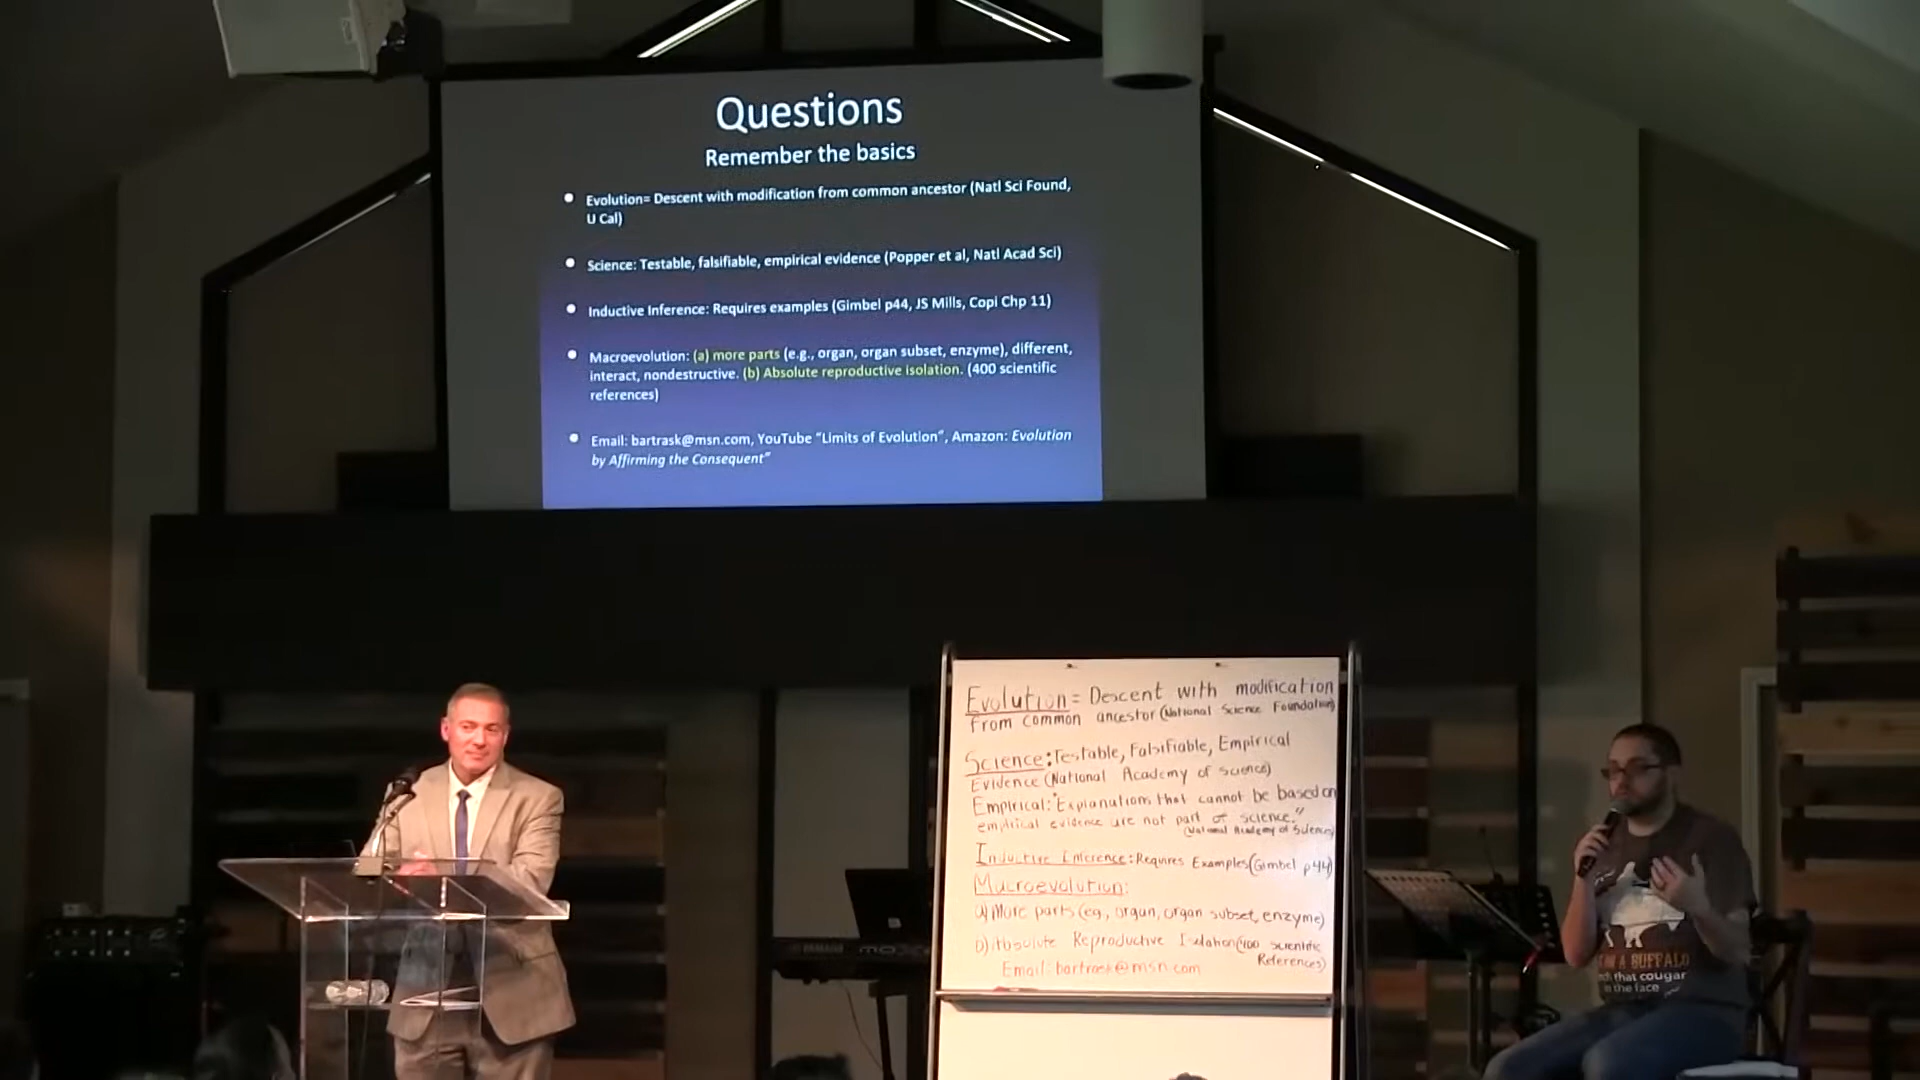 Questions
Remember the basics
Evolution= Descent with modification from common ancestor (Natl Sci Found,
U Cal)
Science: Testable, falsifiable, empirical evidence (Popper et al, Natl Acad Sci)
Inductive Inference: Requires examples (Gimbel p44, JS Mills, Copi Chp 11)
Macroevolution: (a) more parts (e.g., organ, organ subset, enzyme), different,
interact, nondestructive. (b) Absolute reproductive isolation. (400 scientific
references)
Email: bartrask@msn.com, YouTube "Limits of Evolution", Amazon: Evolution
by Affirming the Consequent"
Evolution = Descent with modification
from common ancestor (National Science Foundation)
Science: Testable, Falsifiable, Empirical
Evidence (National Academy of Science)
Empirical: "Explanations that cannot be based on
empirical evidence are not part of science."
(National Academy of Science)
Inductive Inference: Requires Examples (Gimbel p44)
Macroevolution:
a) More parts (eg, organ, organ subset, enzyme)
b) Absolute Reproductive Isolation (400 scientific
References)
Email: bartrask@msn.com
YAMAHA
A BUFFALO
that cougar
the face